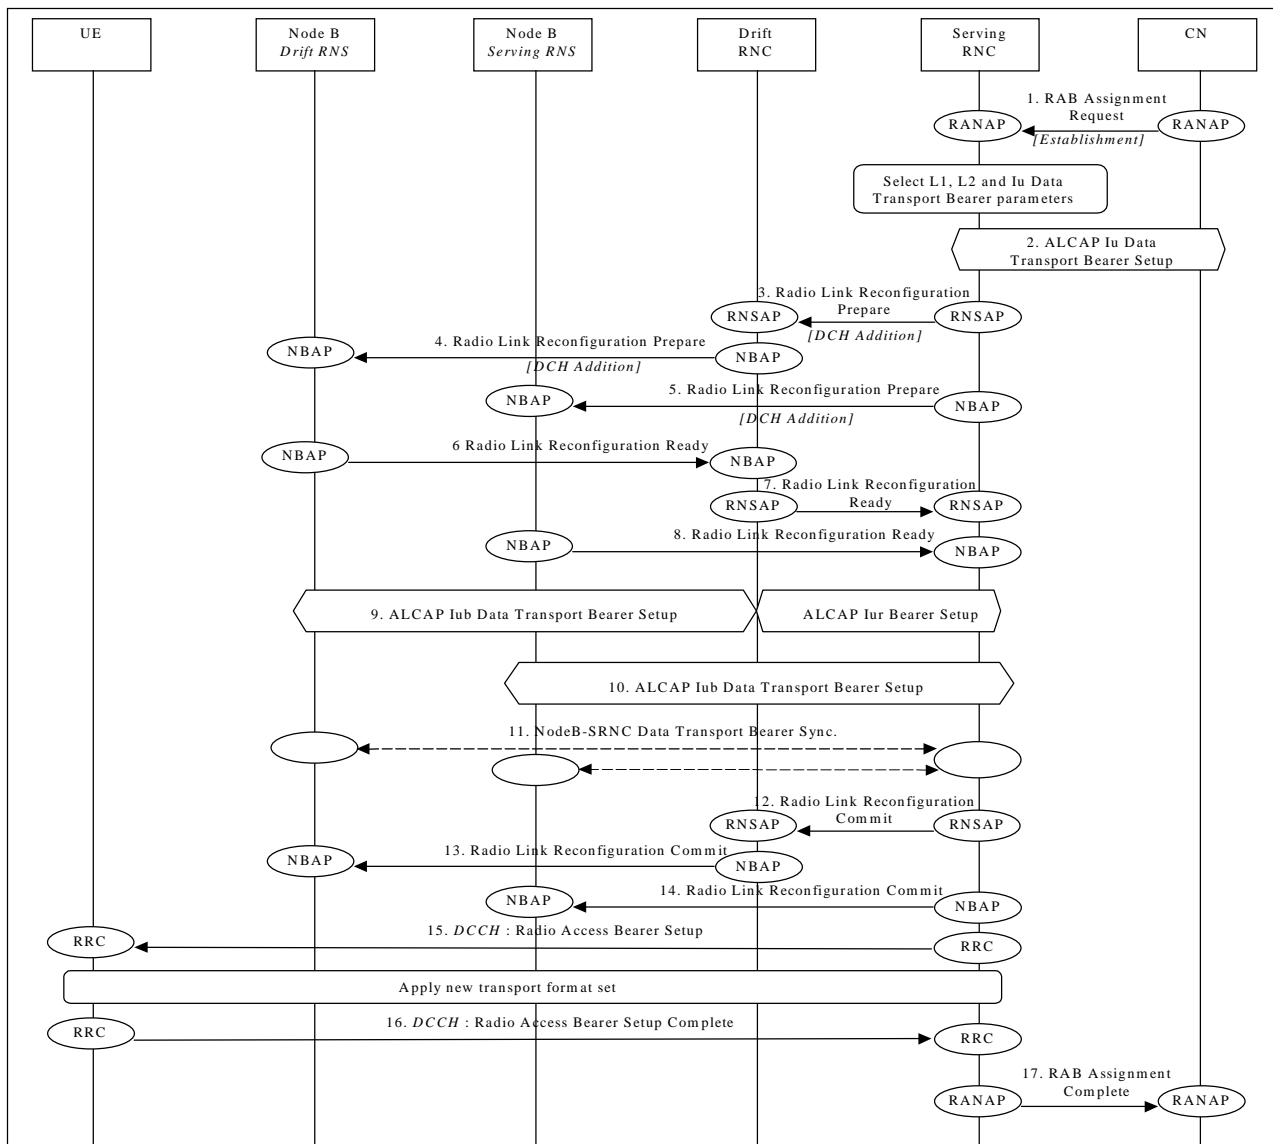 UE
Node B
Drift RNS
Node B
Serving RNS
Drift
RNC
Serving
RNC
CN
1. RAB Assignment
Request
RANAP
RANAP
[Establishment]
Select L1, L2 and Iu Data
Transport Bearer parameters
2. ALCAP Iu Data
Transport Bearer Setup
3. Radio Link Reconfiguration
Prepare
RNSAP
RNSAP
[DCH Addition]
4. Radio Link Reconfiguration Prepare
NBAP
NBAP
[DCH Addition]
5. Radio Link Reconfiguration Prepare
NBAP
NBAP
[DCH Addition]
6 Radio Link Reconfiguration Ready
NBAP
NBAP
7. Radio Link Reconfiguration
Ready
RNSAP
RNSAP
8. Radio Link Reconfiguration Ready
NBAP
NBAP
9. ALCAP Iub Data Transport Bearer Setup
ALCAP Iur Bearer Setup
10. ALCAP Iub Data Transport Bearer Setup
11. NodeB-SRNC Data Transport Bearer Sync.
12. Radio Link Reconfiguration
Commit
RNSAP
RNSAP
13. Radio Link Reconfiguration Commit
NBAP
NBAP
14. Radio Link Reconfiguration Commit
NBAP
NBAP
15. DCCH : Radio Access Bearer Setup
RRC
RRC
Apply new transport format set
16. DCCH : Radio Access Bearer Setup Complete
RRC
RRC
17. RAB Assignment
Complete
RANAP
RANAP